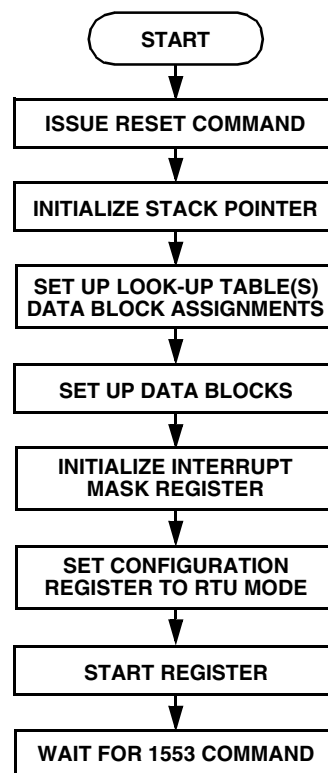 START
ISSUE RESET COMMAND
INITIALIZE STACK POINTER
SET UP LOOK-UP TABLE(S)
DATA BLOCK ASSIGNMENTS
SET UP DATA BLOCKS
INITIALIZE INTERRUPT
MASK REGISTER
SET CONFIGURATION
REGISTER TO RTU MODE
START REGISTER
WAIT FOR 1553 COMMAND